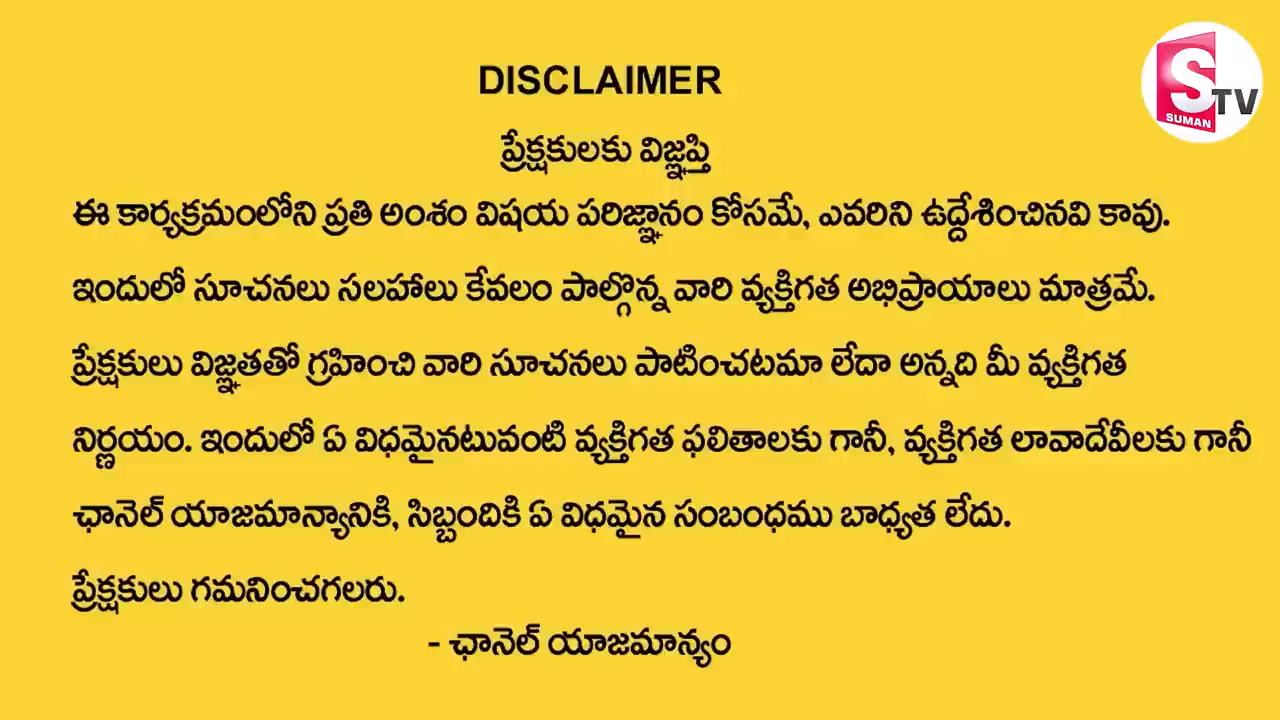 DISCLAIMER
S TV
SUMAN
ప్రేక్షకులకు విజ్ఞప్తి
ఈ కార్యక్రమంలోని ప్రతి అంశం విషయ పరిజ్ఞానం కోసమే, ఎవరిని ఉద్దేశించినవి కావు.
ఇందులో సూచనలు సలహాలు కేవలం పాల్గొన్న వారి వ్యక్తిగత అభిప్రాయాలు మాత్రమే.
ప్రేక్షకులు విజ్ఞతతో గ్రహించి వారి సూచనలు పాటించటమా లేదా అన్నది మీ వ్యక్తిగత
నిర్ణయం. ఇందులో ఏ విధమైనటువంటి వ్యక్తిగత ఫలితాలకు గానీ, వ్యక్తిగత లావాదేవీలకు గానీ
ఛానెల్ యాజమాన్యానికి, సిబ్బందికి ఏ విధమైన సంబంధము బాధ్యత లేదు.
ప్రేక్షకులు గమనించగలరు.
- ఛానెల్ యాజమాన్యం